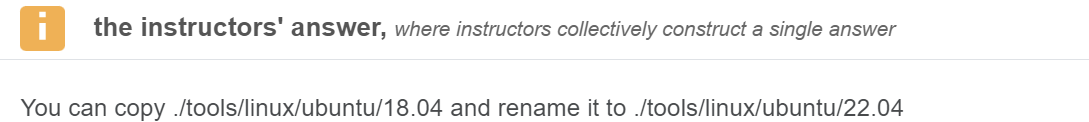 i the instructors' answer, where instructors collectively construct a single answer
You can copy ./tools/linux/ubuntu/18.04 and rename it to ./tools/linux/ubuntu/22.04